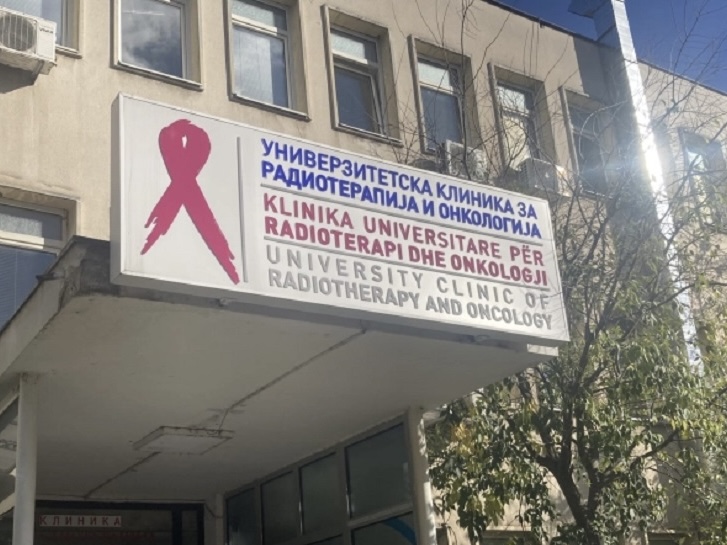 УНИВЕРЗИТЕТСКА КЛИНИКА ЗА
РАДИОТЕРАПИЈА И ОНКОЛОГИЈА
KLINIKA UNIVERSITARE PËR
RADIOTERAPI DHE ONKOLOGJI
UNIVERSITY CLINIC OF
RADIOTHERAPY AND ONCOLOGY
КЛИНИКА